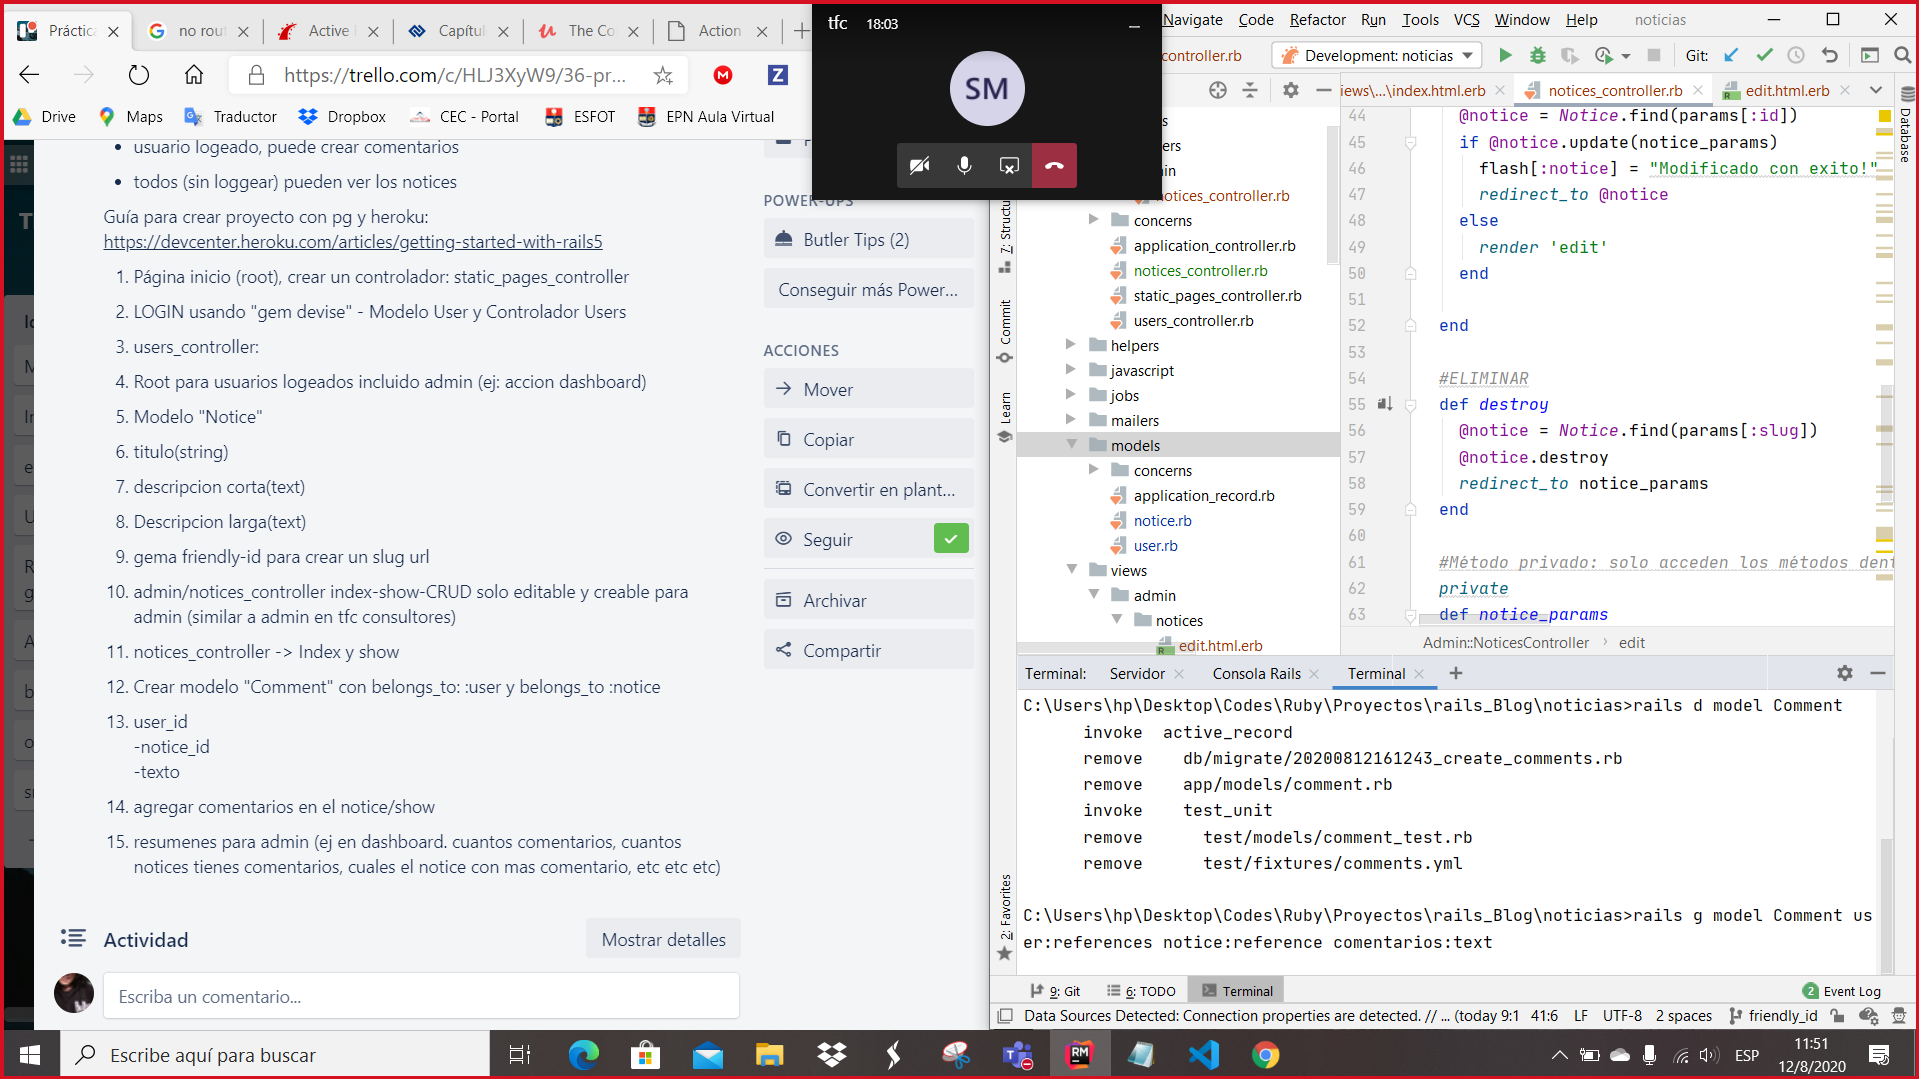 Práctic
no rout
Active
Capítul
The Co
Action
https://trello.com/c/HLJ3XyW9/36-pr...
M
Z
Drive
Maps
Traductor
Dropbox
CEC - Portal
ESFOT
EPN Aula Virtual
usuario logeado, puede crear comentarios
todos (sin loggear) pueden ver los notices
Guía para crear proyecto con pg y heroku:
https://devcenter.heroku.com/articles/getting-started-with-rails5
1. Página inicio (root), crear un controlador: static_pages_controller
2. LOGIN usando "gem devise" - Modelo User y Controlador Users
3. users_controller:
4. Root para usuarios logeados incluido admin (ej: accion dashboard)
5. Modelo "Notice"
6. titulo(string)
7. descripcion corta(text)
8. Descripcion larga(text)
9. gema friendly-id para crear un slug url
10. admin/notices_controller index-show-CRUD solo editable y creable para
admin (similar a admin en tfc consultores)
11. notices_controller -> Index y show
12. Crear modelo "Comment" con belongs_to: :user y belongs_to :notice
13. user_id
-notice_id
-texto
14. agregar comentarios en el notice/show
15. resumenes para admin (ej en dashboard. cuantos comentarios, cuantos
notices tienes comentarios, cuales el notice con mas comentario, etc etc etc)
Actividad
Mostrar detalles
Escriba un comentario...
POWER-UPS
Butler Tips (2)
Conseguir más Power...
ACCIONES
Mover
Copiar
Convertir en plant...
Seguir
Archivar
Compartir
tfc 18:03
SM
Navigate Code Refactor Run Tools VCS Window Help noticias
controller.rb
Development: noticias
Git:
iews\...\index.html.erb
notices_controller.rb
edit.html.erb
Database
7: Structu
Commit
Learn
2: Favorites
notices_controller.rb
concerns
application_controller.rb
notices_controller.rb
static_pages_controller.rb
users_controller.rb
helpers
javascript
jobs
mailers
models
concerns
application_record.rb
notice.rb
user.rb
views
admin
notices
edit.html.erb
44 @notice = Notice.find(params[:id])
45 if @notice.update(notice_params)
46 flash[:notice] = "Modificado con exito!"
47 redirect_to @notice
48 else
49 render 'edit'
50 end
51
52 end
53
54 #ELIMINAR
55 def destroy
56 @notice = Notice.find(params[:slug])
57 @notice.destroy
58 redirect_to notice_params
59 end
60
61 #Método privado: solo acceden los métodos dent
62 private
63 def notice_params
Admin::NoticesController › edit
Terminal: Servidor Consola Rails Terminal
C:\Users\hp\Desktop\Codes\Ruby\Proyectos\rails_Blog\noticias>rails d model Comment
invoke active_record
remove db/migrate/20200812161243_create_comments.rb
remove app/models/comment.rb
invoke test_unit
remove test/models/comment_test.rb
remove test/fixtures/comments.yml
C:\Users\hp\Desktop\Codes\Ruby\Proyectos\rails_Blog\noticias>rails g model Comment us
er:references notice:reference comentarios:text
9: Git
6: TODO
Terminal
2 Event Log
Data Sources Detected: Connection properties are detected. // ... (today 9:1 41:6 LF UTF-8 2 spaces friendly_id
Escribe aquí para buscar
RM
ESP
11:51
12/8/2020